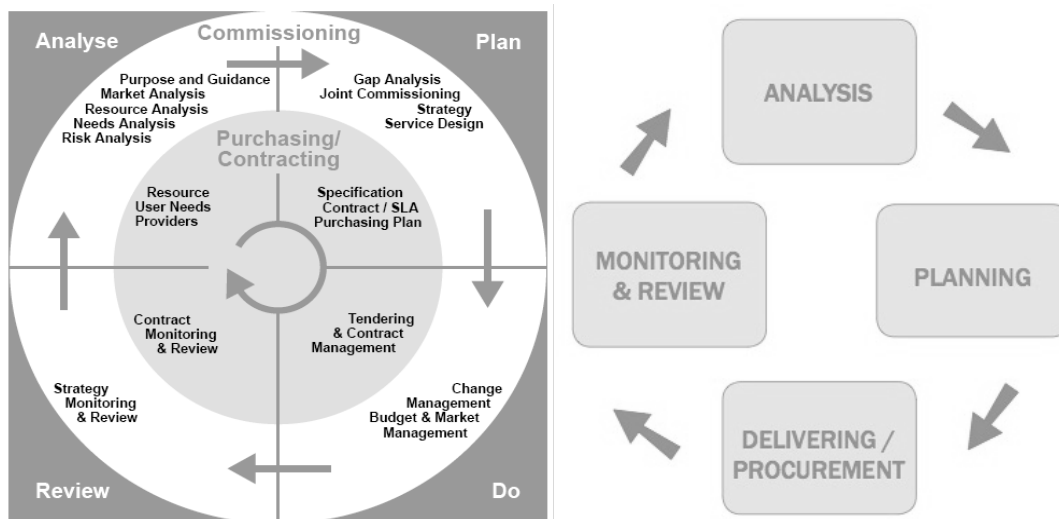 Analyse
Commissioning
Plan
Purpose and Guidance
Market Analysis
Resource Analysis
Needs Analysis
Risk Analysis
Gap Analysis
Joint Commissioning
Strategy
Service Design
Purchasing/
Contracting
Resource
User Needs
Providers
Specification
Contract / SLA
Purchasing Plan
Contract
Monitoring
& Review
Tendering
& Contract
Management
Strategy
Monitoring
& Review
Change
Management
Budget & Market
Management
Review
Do
ANALYSIS
MONITORING
& REVIEW
PLANNING
DELIVERING /
PROCUREMENT